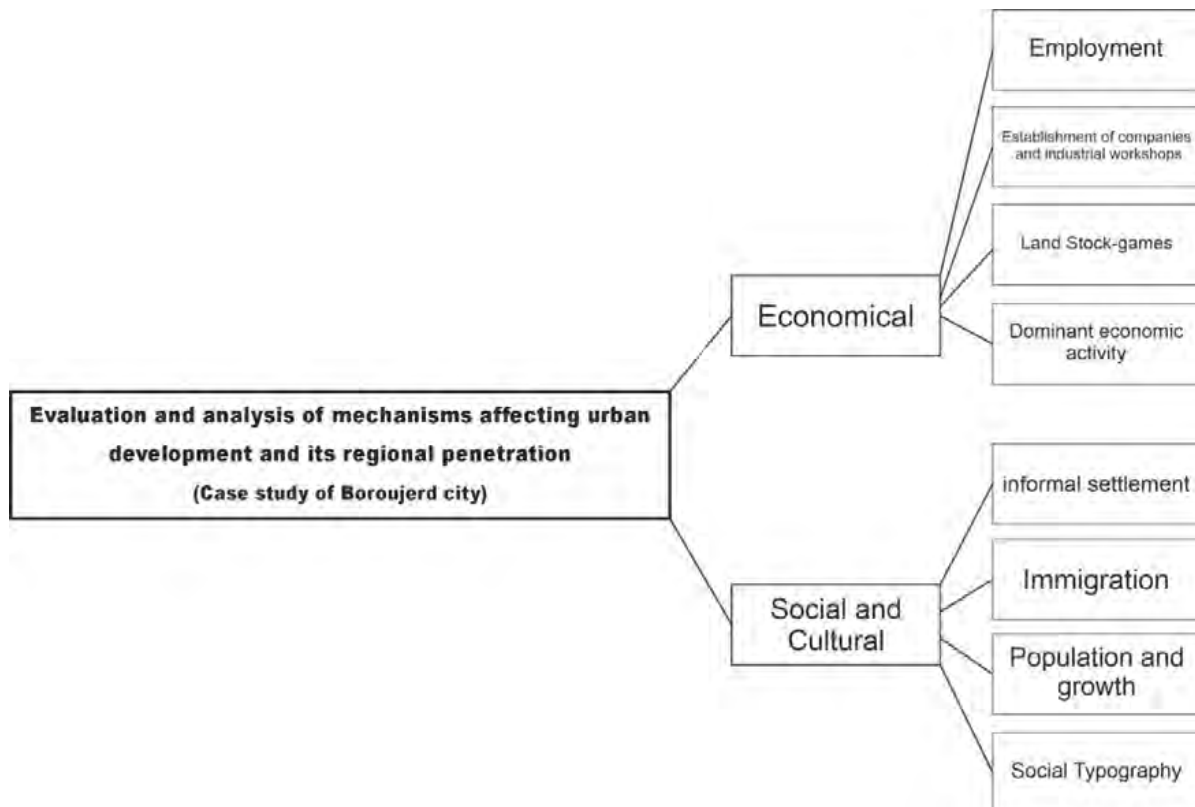 Employment
Establishment of companies
and industrial workshops
Land Stock-games
Economical
Dominant economic
activity
Evaluation and analysis of mechanisms affecting urban
development and its regional penetration
(Case study of Boroujerd city)
informal settlement
Immigration
Social and
Cultural
Population and
growth
Social Typography